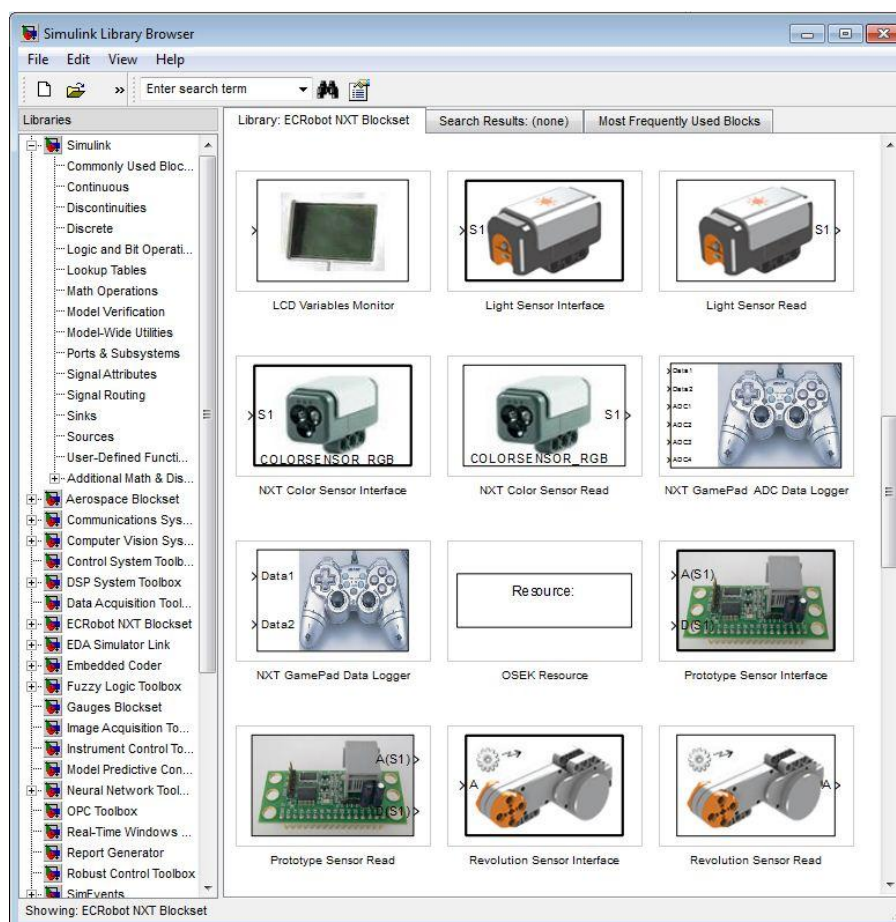 Simulink Library Browser
File Edit View Help
» Enter search term
Libraries
Simulink
Commonly Used Bloc...
Continuous
Discontinuities
Discrete
Logic and Bit Operati...
Lookup Tables
Math Operations
Model Verification
Model-Wide Utilities
Ports & Subsystems
Signal Attributes
Signal Routing
Sinks
Sources
User-Defined Functi...
Additional Math & Dis...
Aerospace Blockset
Communications Sys...
Computer Vision Sys...
Control System Toolb...
DSP System Toolbox
Data Acquisition Tool...
ECRobot NXT Blockset
EDA Simulator Link
Embedded Coder
Fuzzy Logic Toolbox
Gauges Blockset
Image Acquisition To...
Instrument Control To...
Model Predictive Con...
Neural Network Tool...
OPC Toolbox
Real-Time Windows ...
Report Generator
Robust Control Toolbox
SimEvents
Library: ECRobot NXT Blockset Search Results: (none) Most Frequently Used Blocks
S1 S1
LCD Variables Monitor Light Sensor Interface Light Sensor Read
Data1
Data2
S1 S1 ADC1
ADC2
ADC3
COLORSENSOR_RGB COLORSENSOR_RGB ADC4
NXT Color Sensor Interface NXT Color Sensor Read NXT GamePad ADC Data Logger
Data1 Resource: A(S1)
Data2 D(S1)
NXT GamePad Data Logger OSEK Resource Prototype Sensor Interface
A(S1) A A
D(S1)
Prototype Sensor Read Revolution Sensor Interface Revolution Sensor Read
Showing: ECRobot NXT Blockset